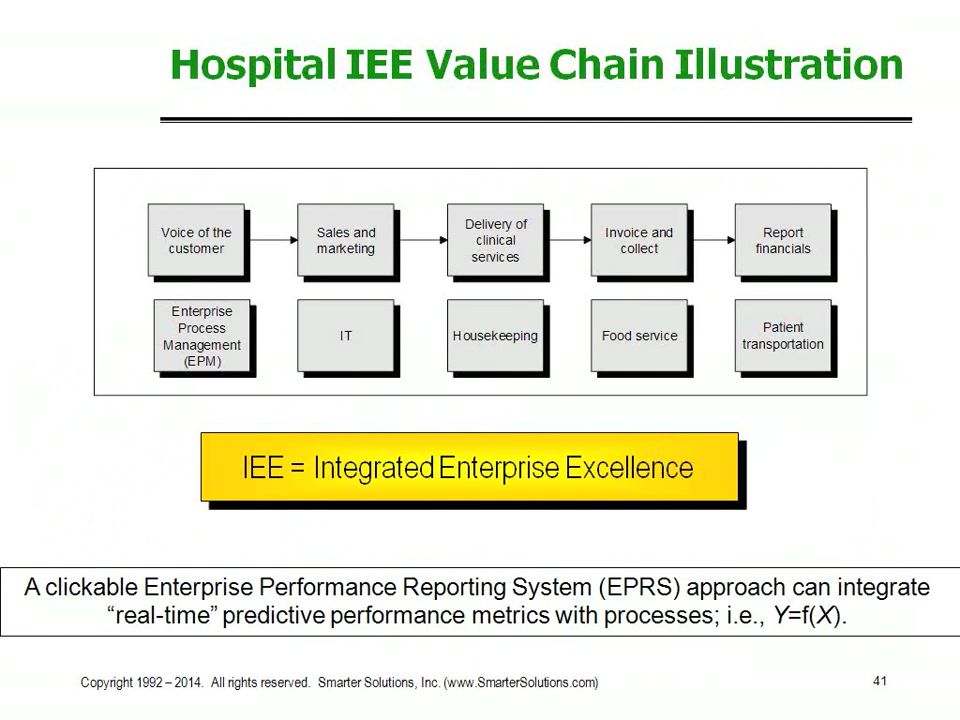 Hospital IEE Value Chain Illustration
Voice of the
customer
Sales and
marketing
Delivery of
clinical
services
Invoice and
collect
Report
financials
Enterprise
Process
Management
(EPM)
IT
Housekeeping
Food service
Patient
transportation
IEE = Integrated Enterprise Excellence
A clickable Enterprise Performance Reporting System (EPRS) approach can integrate
“real-time” predictive performance metrics with processes; i.e., Y=f(X).
Copyright 1992 – 2014. All rights reserved. Smarter Solutions, Inc. (www.SmarterSolutions.com)
41